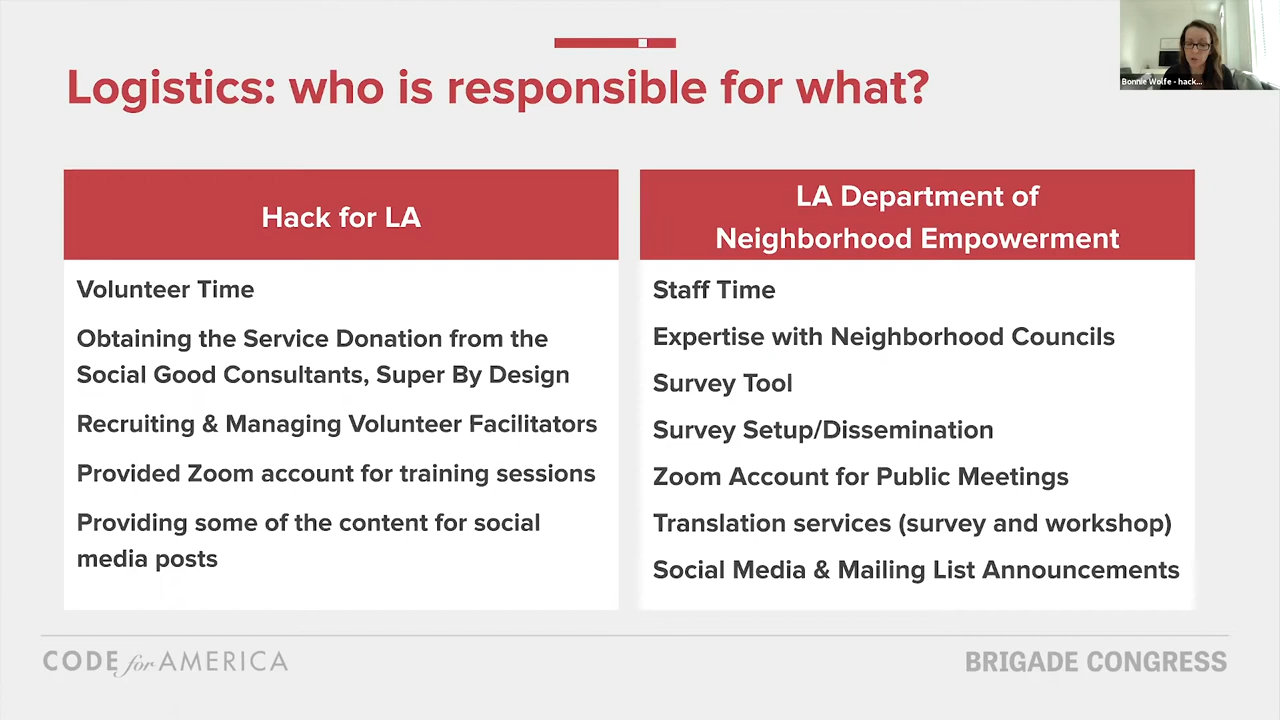 Logistics: who is responsible for what?
Bonnie Wolfe - hack...
Hack for LA
Volunteer Time
Obtaining the Service Donation from the
Social Good Consultants, Super By Design
Recruiting & Managing Volunteer Facilitators
Provided Zoom account for training sessions
Providing some of the content for social
media posts
LA Department of
Neighborhood Empowerment
Staff Time
Expertise with Neighborhood Councils
Survey Tool
Survey Setup/Dissemination
Zoom Account for Public Meetings
Translation services (survey and workshop)
Social Media & Mailing List Announcements
CODE for AMERICA
BRIGADE CONGRESS